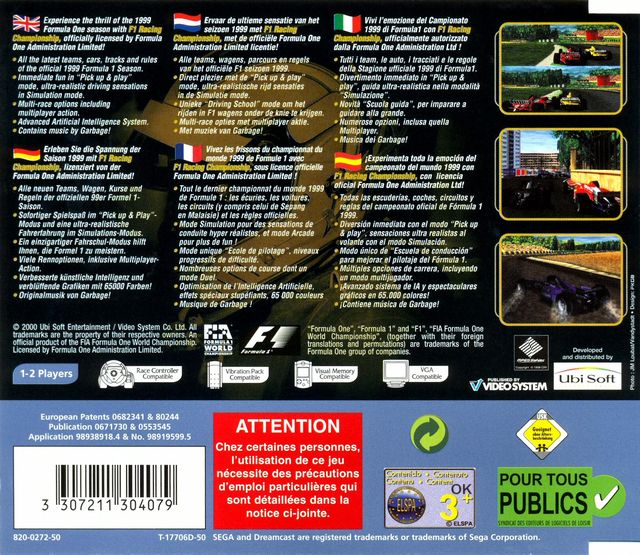 Experience the thrill of the 1999
Formula One season with F1 Racing
Championship, officially licensed by Formula
One Administration Limited!
• All the latest teams, cars, tracks and rules
of the official 1999 Formula 1 Season.
• Immediate fun in "Pick up & play"
mode, ultra-realistic driving sensations
in Simulation mode.
• Multi-race options including
multiplayer action.
• Advanced Artificial Intelligence System.
• Contains music by Garbage!
Ervaar de ultieme sensatie van het
seizoen 1999 met F1 Racing
Championship, met de officiële Formula One
Administration Limited licentie!
• Alle teams, wagens, parcours en regels
van het officiële F1 seizoen 1999.
• Direct plezier met de "Pick up & play"
mode, ultra-realistische rijd sensaties
in de Simulatie mode.
• Unieke "Driving School" mode om het
rijden in F1 wagens onder de knie te krijgen.
• Multi-race opties met multiplayer aktie.
• Met muziek van Garbage!
Vivi l'emozione del Campionato
1999 di Formula1 con F1 Racing
Championship, officialmente autorizzato
dalla Formula One Administration Ltd !
• Tutti i team, le auto, i tracciati e le regole
della Stagione ufficiale 1999 di Formula1.
• Divertimento immediato in "Pick up &
play", guida ultrarealistica nella modalità
"Simulazione".
• Novità "Scuola guida", per imparare a
guidare alla grande.
• Numerose opzioni, inclusa quella
Multiplayer.
• Musica dei Garbage!
Erleben Sie die Spannung der
Saison 1999 mit F1 Racing
Championship, lizenziert von der
Formula One Administration Limited!
• Alle neuen Teams, Wagen, Kurse und
Regeln der offiziellen 99er Formel 1-
Saison.
• Sofortiger Spielspaß im "Pick up & Play"-
Modus und eine ultra-realistische
Fahrerfahrung im Simulations-Modus.
• Ein einzigartiger Fahrschul-Modus hilft
Ihnen, die Formel 1 zu meistern.
• Viele Rennoptionen, inklusive Multiplayer-
Action.
• Verbesserte künstliche Intelligenz und
verblüffende Grafiken mit 65000 Farben!
• Originalmusik von Garbage!
Vivez les frissons du championnat du
monde 1999 de Formule 1 avec
F1 Racing
Championship, sous licence officielle
Formula One Administration Limited !
• Tout le dernier championnat du monde 1999
de Formule 1 : les écuries, les voitures,
les circuits (y compris celui de Sepang
en Malaisie) et les règles officielles.
• Mode Simulation pour des sensations de
conduite hyper réalistes, et mode Arcade
pour plus de fun !
• Mode unique "Ecole de pilotage", niveaux
progressifs de difficulté.
• Nombreuses options de course dont un
mode Duel.
• Optimisation de l'Intelligence Artificielle,
effets spéciaux stupéfiants, 65 000 couleurs
• Musique de Garbage !
¡Experimenta toda la emoción del
campeonato del mundo 1999 con
F1 Racing
Championship, con licencia
oficial Formula One Administration Ltd!
• Todas las escuderías, coches, circuitos y
reglas del campeonato oficial de Fórmula 1
1999.
• Diversión inmediata con el modo "Pick
up & play", sensaciones ultra realistas al
volante con el modo Simulación.
• Modo único de "Escuela de conducción"
para mejorar el pilotaje del Fórmula 1.
• Múltiples opciones de carrera, incluyendo
un modo multijugador.
• ¡Avanzado sistema de IA y espectaculares
gráficos en 65.000 colores!
• ¡Contiene música de Garbage!
© 2000 Ubi Soft Entertainment / Video System Co. Ltd. All
trademarks are the property of their respective owners. An
official product of the FIA Formula One World Championship.
Licensed by Formula One Administration Limited.
FIA
FORMULA 1
WORLD
CHAMPIONSHIP
F1
Formula 1
"Formula One", "Formula 1" and "F1", "FIA Formula One
World Championship", (together with their foreign
translations and permutations) are trademarks of the
Formula One group of companies.
Developed
and distributed by
Ubi Soft
PUBLISHED BY
VIDEO SYSTEM
1-2 Players
Race Controller
Compatible
Vibration Pack
Compatible
Visual Memory
Compatible
VGA
Compatible
European Patents 0682341 & 80244
Publication 0671730 & 0553545
Application 98938918.4 & No. 98919599.5
3 307211 304079
820-0272-50
ATTENTION
Chez certaines personnes,
l'utilisation de ce jeu
nécessite des précautions
d'emploi particulières qui
sont détaillées dans la
notice ci-jointe.
Geeignet
ohne Alters-
beschränkung
Contenido • Contenuto
Contenu • Content
ELSPA
OK
3+
© ELSPA
POUR TOUS
PUBLICS
SYNDICAT DES EDITEURS DE LOGICIELS DE LOISIRS
T-17706D-50 SEGA and Dreamcast are registered trademarks or trademarks of Sega Corporation.